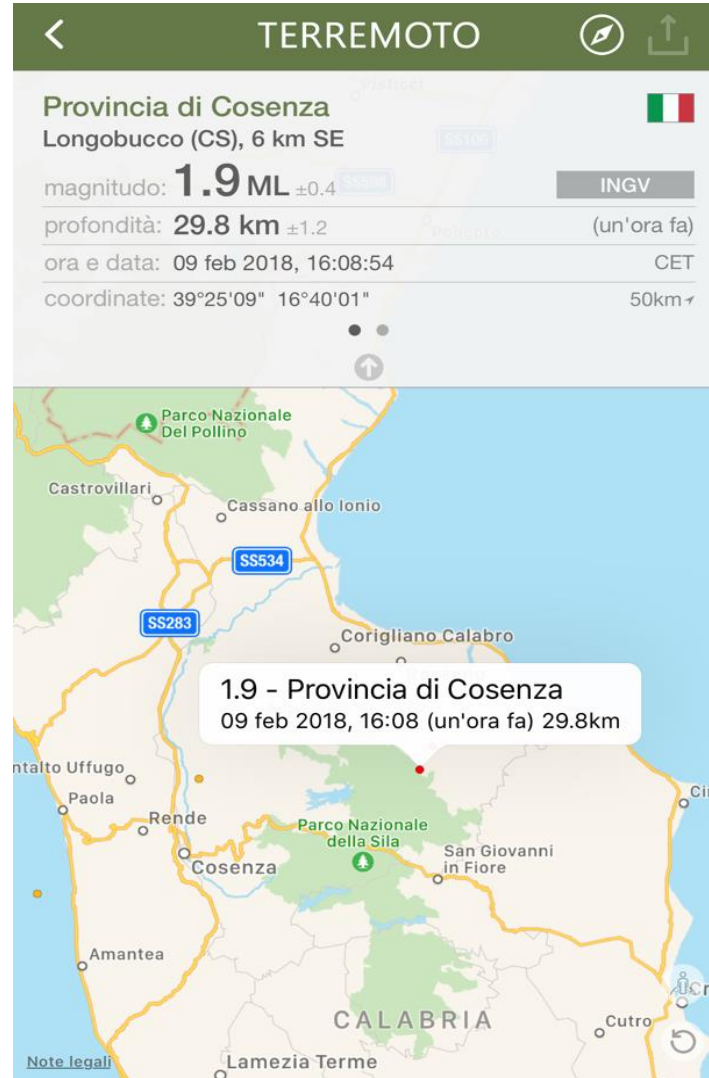 TERREMOTO
Provincia di Cosenza
Longobucco (CS), 6 km SE
magnitudo: 1.9 ML ±0.4 INGV
profondità: 29.8 km ±1.2 (un'ora fa)
ora e data: 09 feb 2018, 16:08:54 CET
coordinate: 39°25'09" 16°40'01" 50km
Parco Nazionale
Del Pollino
Castrovillari
Cassano allo Ionio
SS534
SS283
Corigliano Calabro
1.9 - Provincia di Cosenza
09 feb 2018, 16:08 (un'ora fa) 29.8km
ntalto Uffugo
Paola
Ci
Rende
Parco Nazionale
della Sila
San Giovanni
in Fiore
Cosenza
Amantea
Cr
CALABRIA
Cutro
Note legali
Lamezia Terme